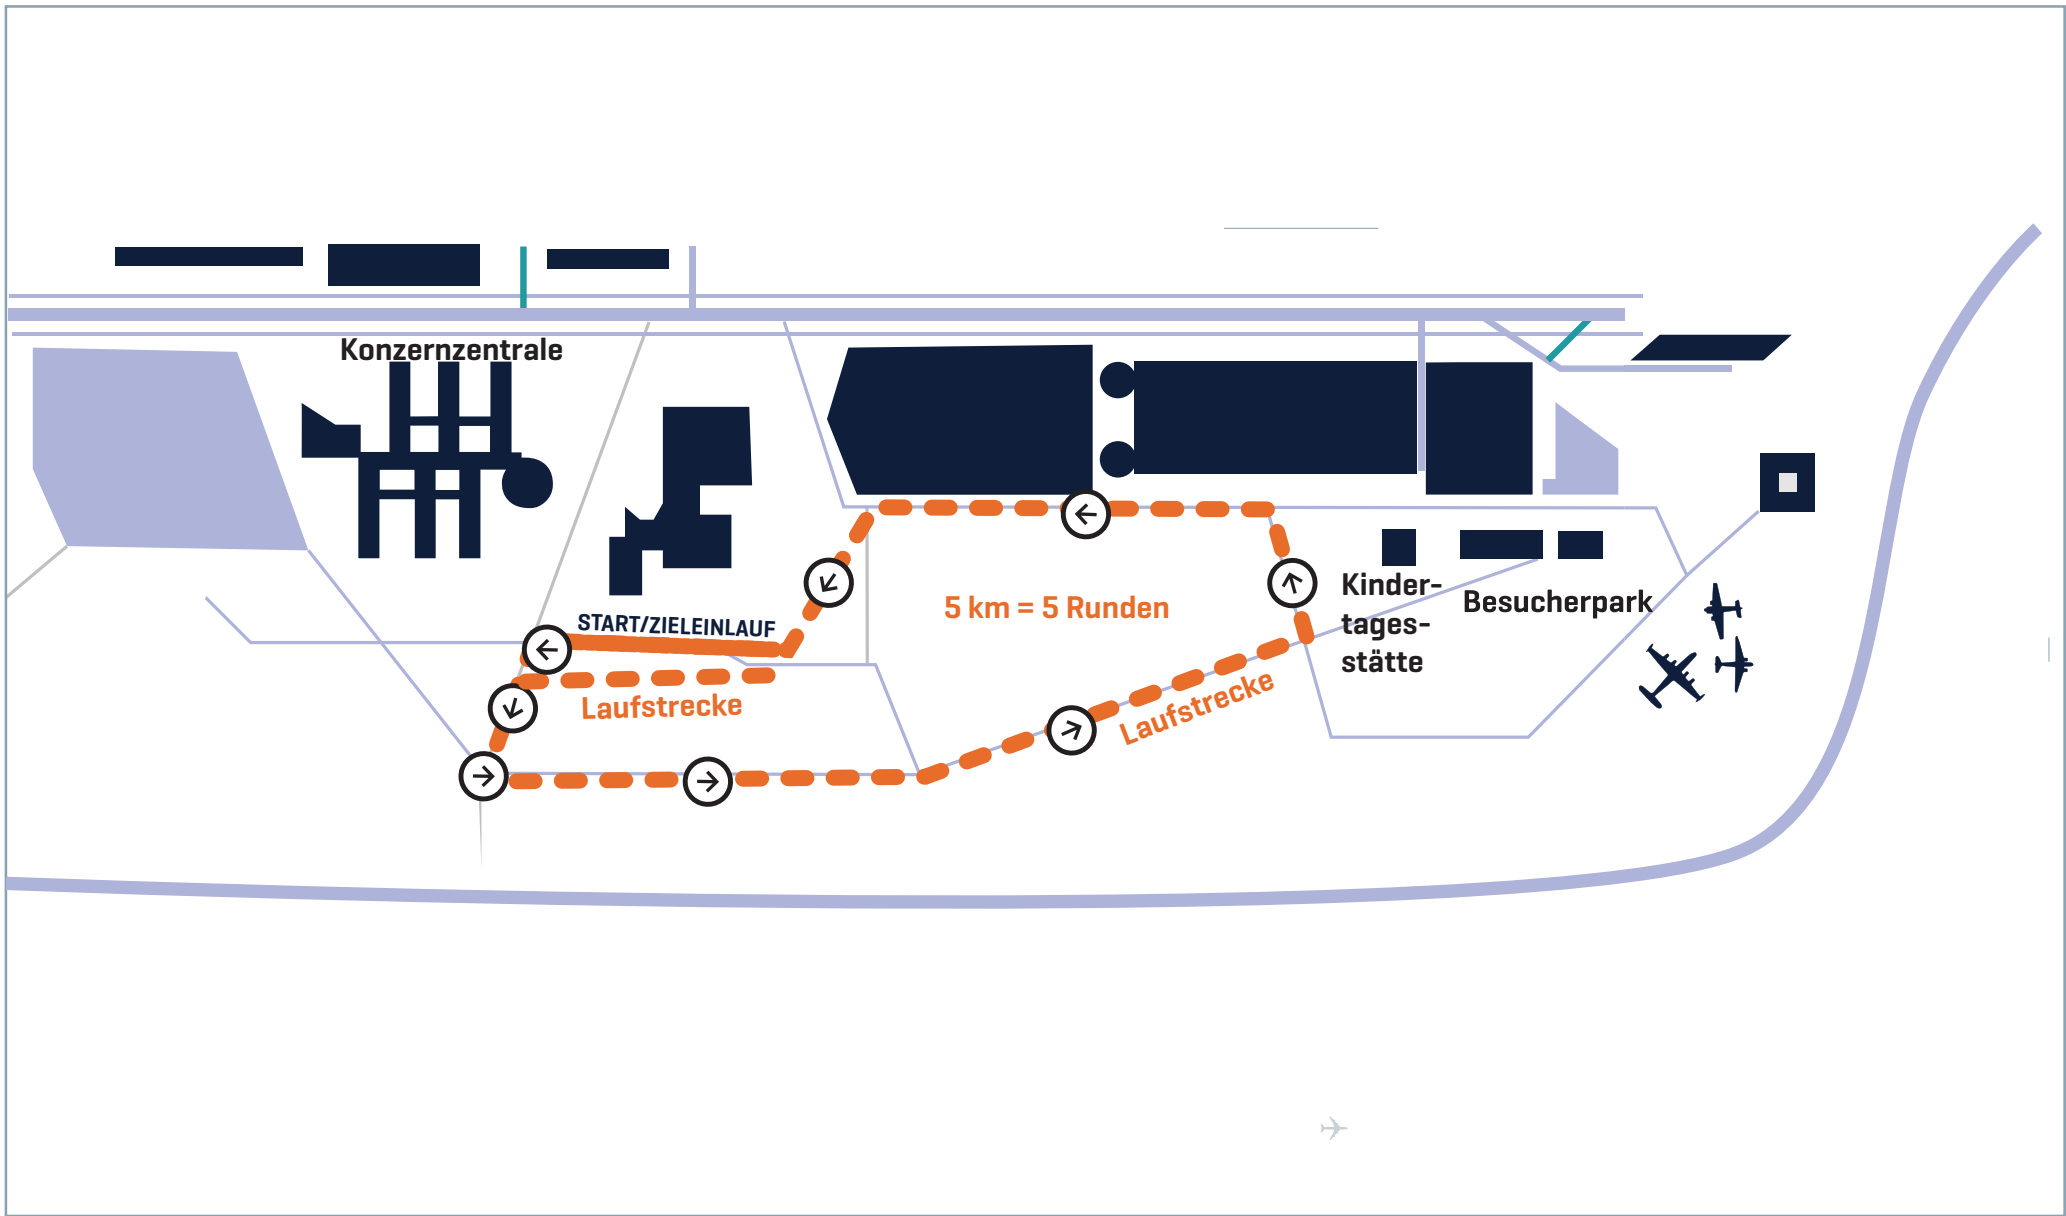 Konzernzentrale
START/ZIELEINLAUF
Laufstrecke
5 km = 5 Runden
Laufstrecke
Kinder-
tages-
stätte
Besucherpark